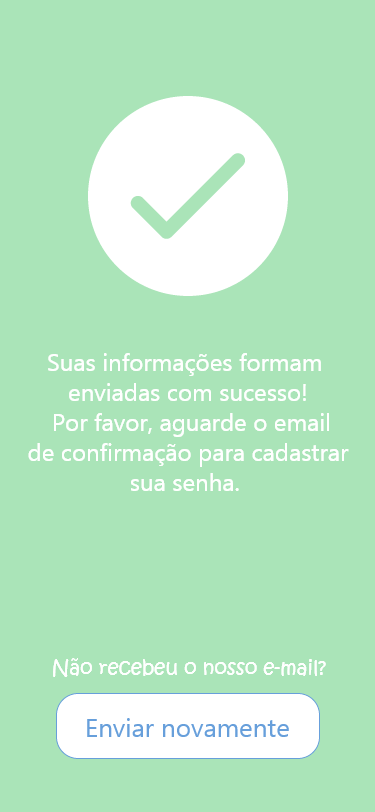 Suas informações formam
enviadas com sucesso!
Por favor, aguarde o email
de confirmação para cadastrar
sua senha.
Não recebeu o nosso e-mail?
Enviar novamente